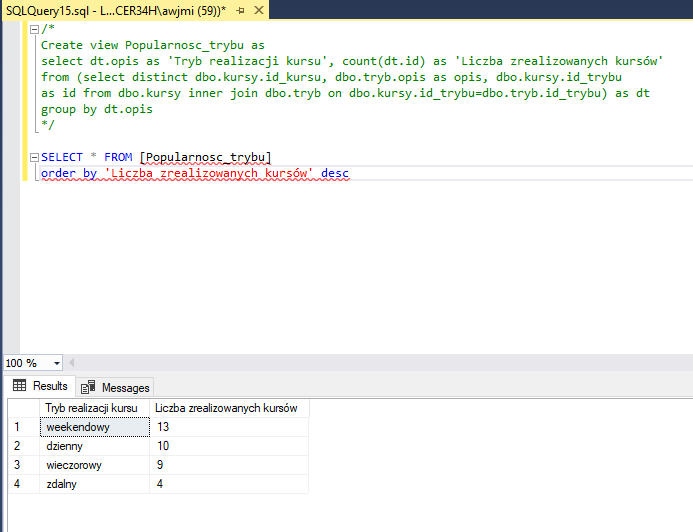 SQLQuery15.sql - L...CER34H\awjmi (59))*
/*
Create view Popularnosc_trybu as
select dt.opis as 'Tryb realizacji kursu', count(dt.id) as 'Liczba zrealizowanych kursów'
from (select distinct dbo.kursy.id_kursu, dbo.tryb.opis as opis, dbo.kursy.id_trybu
as id from dbo.kursy inner join dbo.tryb on dbo.kursy.id_trybu=dbo.tryb.id_trybu) as dt
group by dt.opis
*/
SELECT * FROM [Popularnosc_trybu]
order by 'Liczba zrealizowanych kursów' desc
100 %
Results Messages
Tryb realizacji kursu Liczba zrealizowanych kursów
1 weekendowy 13
2 dzienny 10
3 wieczorowy 9
4 zdalny 4